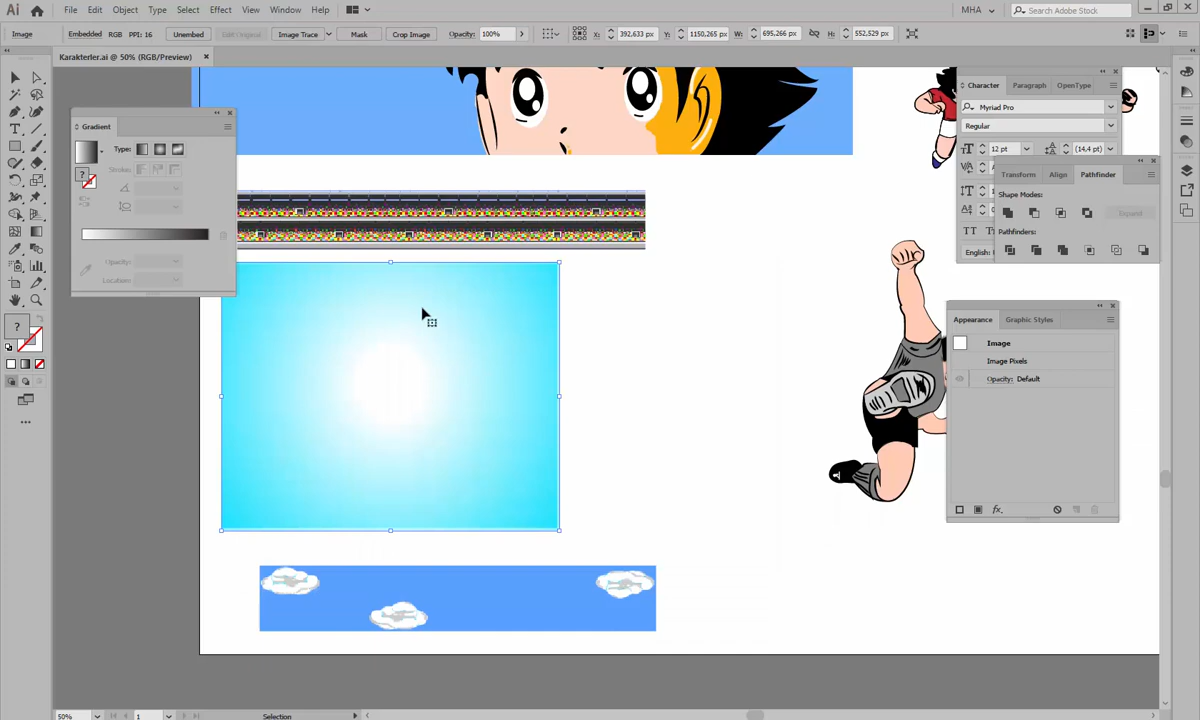 Ai File Edit Object Type Select Effect View Window Help MHA Search Adobe Stock
Image Embedded RGB PPI: 16 Unembed Edit Original Image Trace Mask Crop Image Opacity: 100% X: 392,633 px Y: 1150,265 px W: 695,266 px H: 552,529 px
Karakterler.ai @ 50% (RGB/Preview) ×
Character Paragraph OpenType
Myriad Pro
Regular
12 pt (14,4 pt)
Gradient
Type:
Strokes:
Opacity:
Location:
Transform Align Pathfinder
Shape Modes:
Expand
Pathfinders:
English:
Appearance Graphic Styles
Image
Image Pixels
Opacity: Default
50% 1 Selection